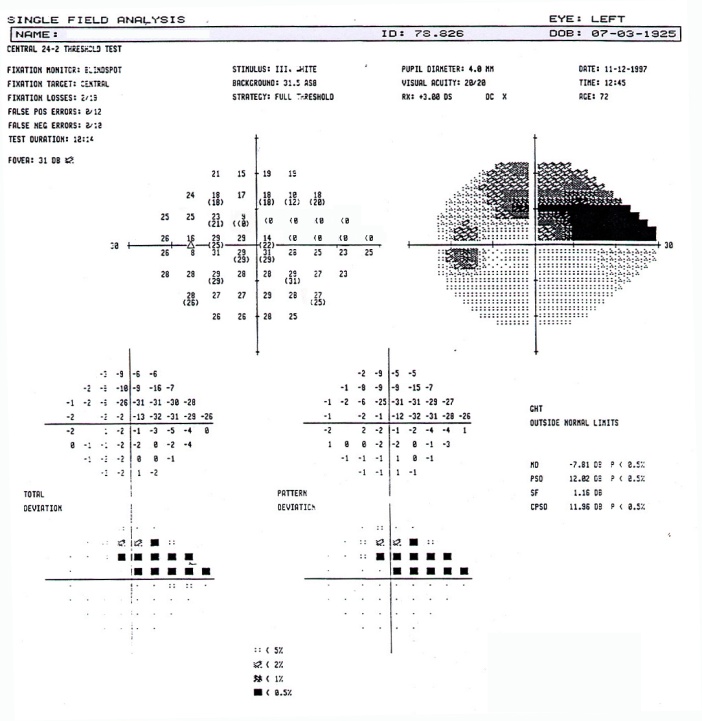 SINGLE FIELD ANALYSIS EYE: LEFT
NAME: ID: 78.826 DOB: 07-03-1925
CENTRAL 24-2 THRESHOLD TEST
FIXATION MONITOR: BLINDSPOT STIMULUS: III, WHITE PUPIL DIAMETER: 4.0 MM DATE: 11-12-1997
FIXATION TARGET: CENTRAL BACKGROUND: 31.5 ASB VISUAL ACUITY: 20/20 TIME: 12:45
FIXATION LOSSES: 2/19 STRATEGY: FULL THRESHOLD RX: +3.00 DS DC X AGE: 72
FALSE POS ERRORS: 0/12
FALSE NEG ERRORS: 0/10
TEST DURATION: 10:14
FOVEA: 31 DB
21 15 19 15
24 18 17 18 10 18
(18) (18) (12) (20)
25 25 23 9 (0 (0 (0 (0
(21) ((0)
26 16 29 29 14 (0 (0 (0 (0
(25) (22)
30 30
26 8 31 29 31 26 25 23 25
(29) (29)
28 28 29 28 28 29 27 23
(29) (31)
28 27 27 29 28 27
(26) (25)
26 26 28 25
-3 -9 -6 -6 -2 -9 -5 -5
-2 -9 -10 -9 -16 -7 -1 -8 -9 -9 -15 -7
-1 -2 -6 -26 -31 -31 -30 -28 -1 -2 -6 -25 -31 -31 -29 -27
-2 -2 -2 -13 -32 -31 -29 -26 -1 -2 -1 -12 -32 -31 -28 -26
-2 1 -2 -1 -3 -5 -4 0 -2 2 -2 -1 -2 -4 -4 1
0 -1 -1 -2 -2 0 -2 -4 1 0 0 -2 -2 0 -1 -3
-1 -2 -2 0 0 -1 -1 -1 -1 1 0 -1
-1 -2 1 -2 -1 -1 1 -1
GHT
OUTSIDE NORMAL LIMITS
MD -7.81 DB P < 0.5%
PSD 12.02 DB P < 0.5%
SF 1.16 DB
CPSD 11.96 DB P < 0.5%
TOTAL
DEVIATION
PATTERN
DEVIATION
< 5%
< 2%
< 1%
< 0.5%